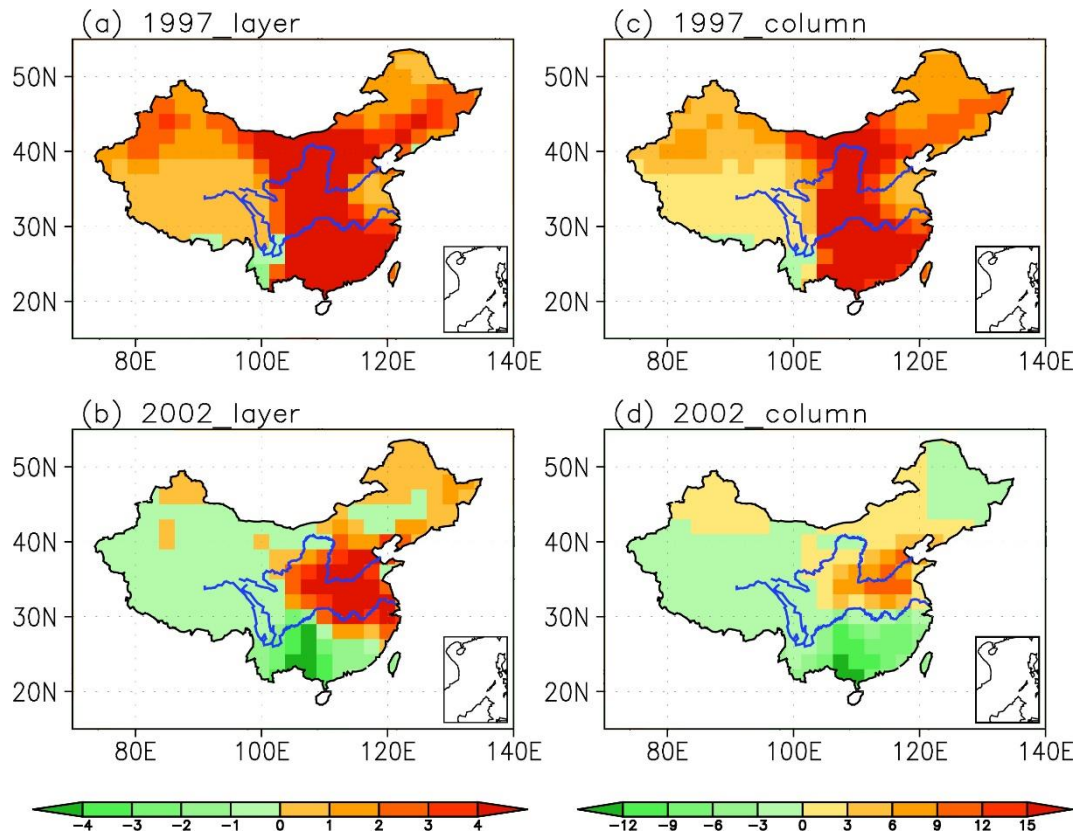 (a) 1997_layer
(c) 1997_column
50N
40N
30N
20N
80E 100E 120E 140E
50N
40N
30N
20N
80E 100E 120E 140E
(b) 2002_layer
(d) 2002_column
50N
40N
30N
20N
80E 100E 120E 140E
50N
40N
30N
20N
80E 100E 120E 140E
-4 -3 -2 -1 0 1 2 3 4
-12 -9 -6 -3 0 3 6 9 12 15